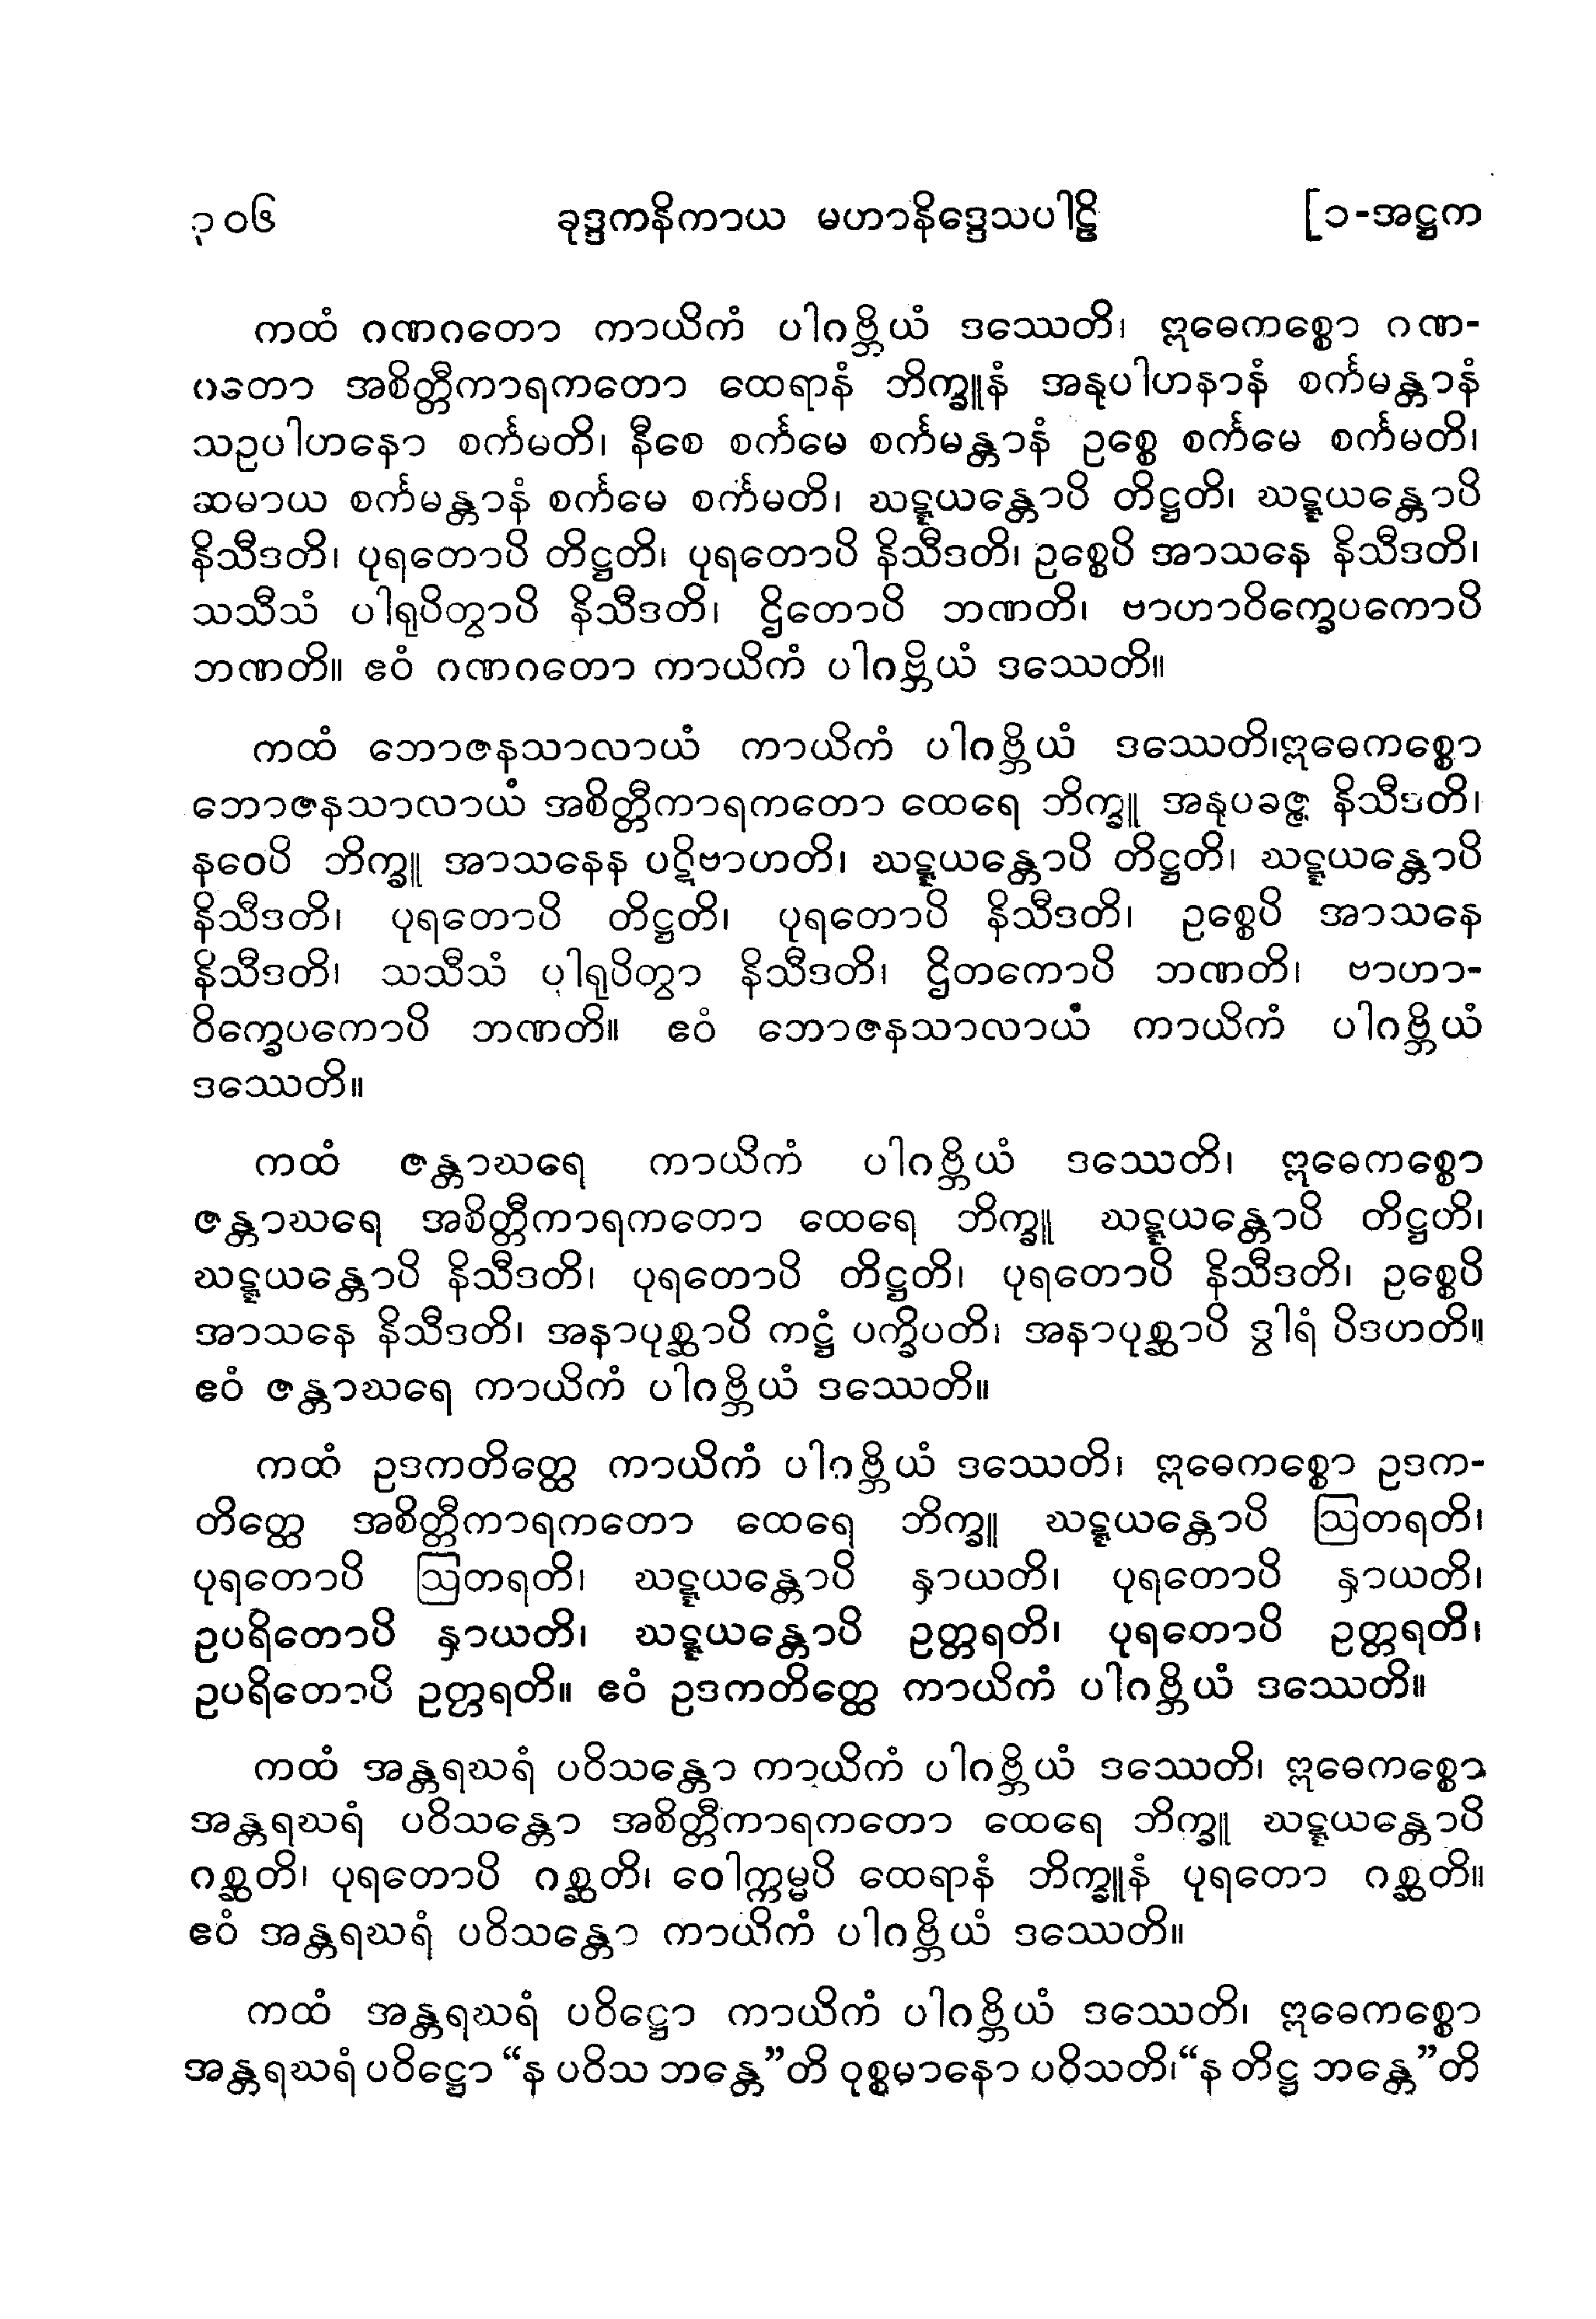 ၃၀၆ ခုဒ္ဒကနိကာယ မဟာနိဒ္ဒေသပါဠိ [၁-အဋ္ဌက
ကထံ ဂဏဂတော ကာယိကံ ပါဂဗ္ဘိယံ ဒဿေတိ၊ ဣဓေကစ္စော ဂဏ-
ဂတော အစိတ္တီကာရကတော ထေရာနံ ဘိက္ခူနံ အနုပါဟနာနံ စင်္ကမန္တာနံ
သဥပါဟနော စင်္ကမတိ၊ နီစေ စင်္ကမေ စင်္ကမန္တာနံ ဥစ္စေ စင်္ကမေ စင်္ကမတိ၊
ဆမာယ စင်္ကမန္တာနံ စင်္ကမေ စင်္ကမတိ၊ ဃဋ္ဋယန္တောပိ တိဋ္ဌတိ၊ ဃဋ္ဋယန္တောပိ
နိသီဒတိ၊ ပုရတောပိ တိဋ္ဌတိ၊ ပုရတောပိ နိသီဒတိ၊ ဥစ္စေပိ အာသနေ နိသီဒတိ၊
သသီသံ ပါရုပိတွာပိ နိသီဒတိ၊ ဌိတောပိ ဘဏတိ၊ ဗာဟာဝိက္ခေပကောပိ
ဘဏတိ။ ဧဝံ ဂဏဂတော ကာယိကံ ပါဂဗ္ဘိယံ ဒဿေတိ။
ကထံ ဘောဇနသာလာယံ ကာယိကံ ပါဂဗ္ဘိယံ ဒဿေတိ၊ဣဓေကစ္စော
ဘောဇနသာလာယံ အစိတ္တီကာရကတော ထေရေ ဘိက္ခူ အနုပခဇ္ဇ နိသီဒတိ၊
နဝေပိ ဘိက္ခူ အာသနေန ပဋိဗာဟတိ၊ ဃဋ္ဋယန္တောပိ တိဋ္ဌတိ၊ ဃဋ္ဋယန္တောပိ
နိသီဒတိ၊ ပုရတောပိ တိဋ္ဌတိ၊ ပုရတောပိ နိသီဒတိ၊ ဥစ္စေပိ အာသနေ
နိသီဒတိ၊ သသီသံ ပါရုပိတွာ နိသီဒတိ၊ ဌိတကောပိ ဘဏတိ၊ ဗာဟာ-
ဝိက္ခေပကောပိ ဘဏတိ။ ဧဝံ ဘောဇနသာလာယံ ကာယိကံ ပါဂဗ္ဘိယံ
ဒဿေတိ။
ကထံ ဇန္တာဃရေ ကာယိကံ ပါဂဗ္ဘိယံ ဒဿေတိ၊ ဣဓေကစ္စော
ဇန္တာဃရေ အစိတ္တီကာရကတော ထေရေ ဘိက္ခူ ဃဋ္ဋယန္တောပိ တိဋ္ဌတိ၊
ဃဋ္ဋယန္တောပိ နိသီဒတိ၊ ပုရတောပိ တိဋ္ဌတိ၊ ပုရတောပိ နိသီဒတိ၊ ဥစ္စေပိ
အာသနေ နိသီဒတိ၊ အနာပုစ္ဆာပိ ကဋ္ဌံ ပက္ခိပတိ၊ အနာပုစ္ဆာပိ ဒွါရံ ပိဒဟတိ။
ဧဝံ ဇန္တာဃရေ ကာယိကံ ပါဂဗ္ဘိယံ ဒဿေတိ။
ကထံ ဥဒကတိတ္ထေ ကာယိကံ ပါဂဗ္ဘိယံ ဒဿေတိ၊ ဣဓေကစ္စော ဥဒက-
တိတ္ထေ အစိတ္တီကာရကတော ထေရေ ဘိက္ခူ ဃဋ္ဋယန္တောပိ ဩတရတိ၊
ပုရတောပိ ဩတရတိ၊ ဃဋ္ဋယန္တောပိ နှာယတိ၊ ပုရတောပိ နှာယတိ၊
ဥပရိတောပိ နှာယတိ၊ ဃဋ္ဋယန္တောပိ ဥတ္တရတိ၊ ပုရတောပိ ဥတ္တရတိ၊
ဥပရိတောပိ ဥတ္တရတိ။ ဧဝံ ဥဒကတိတ္ထေ ကာယိကံ ပါဂဗ္ဘိယံ ဒဿေတိ။
ကထံ အန္တရဃရံ ပဝိသန္တော ကာယိကံ ပါဂဗ္ဘိယံ ဒဿေတိ၊ ဣဓေကစ္စော
အန္တရဃရံ ပဝိသန္တော အစိတ္တီကာရကတော ထေရေ ဘိက္ခူ ဃဋ္ဋယန္တောပိ
ဂစ္ဆတိ၊ ပုရတောပိ ဂစ္ဆတိ၊ ဝေါက္ကမ္မပိ ထေရာနံ ဘိက္ခူနံ ပုရတော ဂစ္ဆတိ။
ဧဝံ အန္တရဃရံ ပဝိသန္တော ကာယိကံ ပါဂဗ္ဘိယံ ဒဿေတိ။
ကထံ အန္တရဃရံ ပဝိဋ္ဌော ကာယိကံ ပါဂဗ္ဘိယံ ဒဿေတိ၊ ဣဓေကစ္စော
အန္တရဃရံ ပဝိဋ္ဌော “န ပဝိသ ဘန္တေ”တိ ဝုစ္စမာနော ပဝိသတိ၊“န တိဋ္ဌ ဘန္တေ”တိ